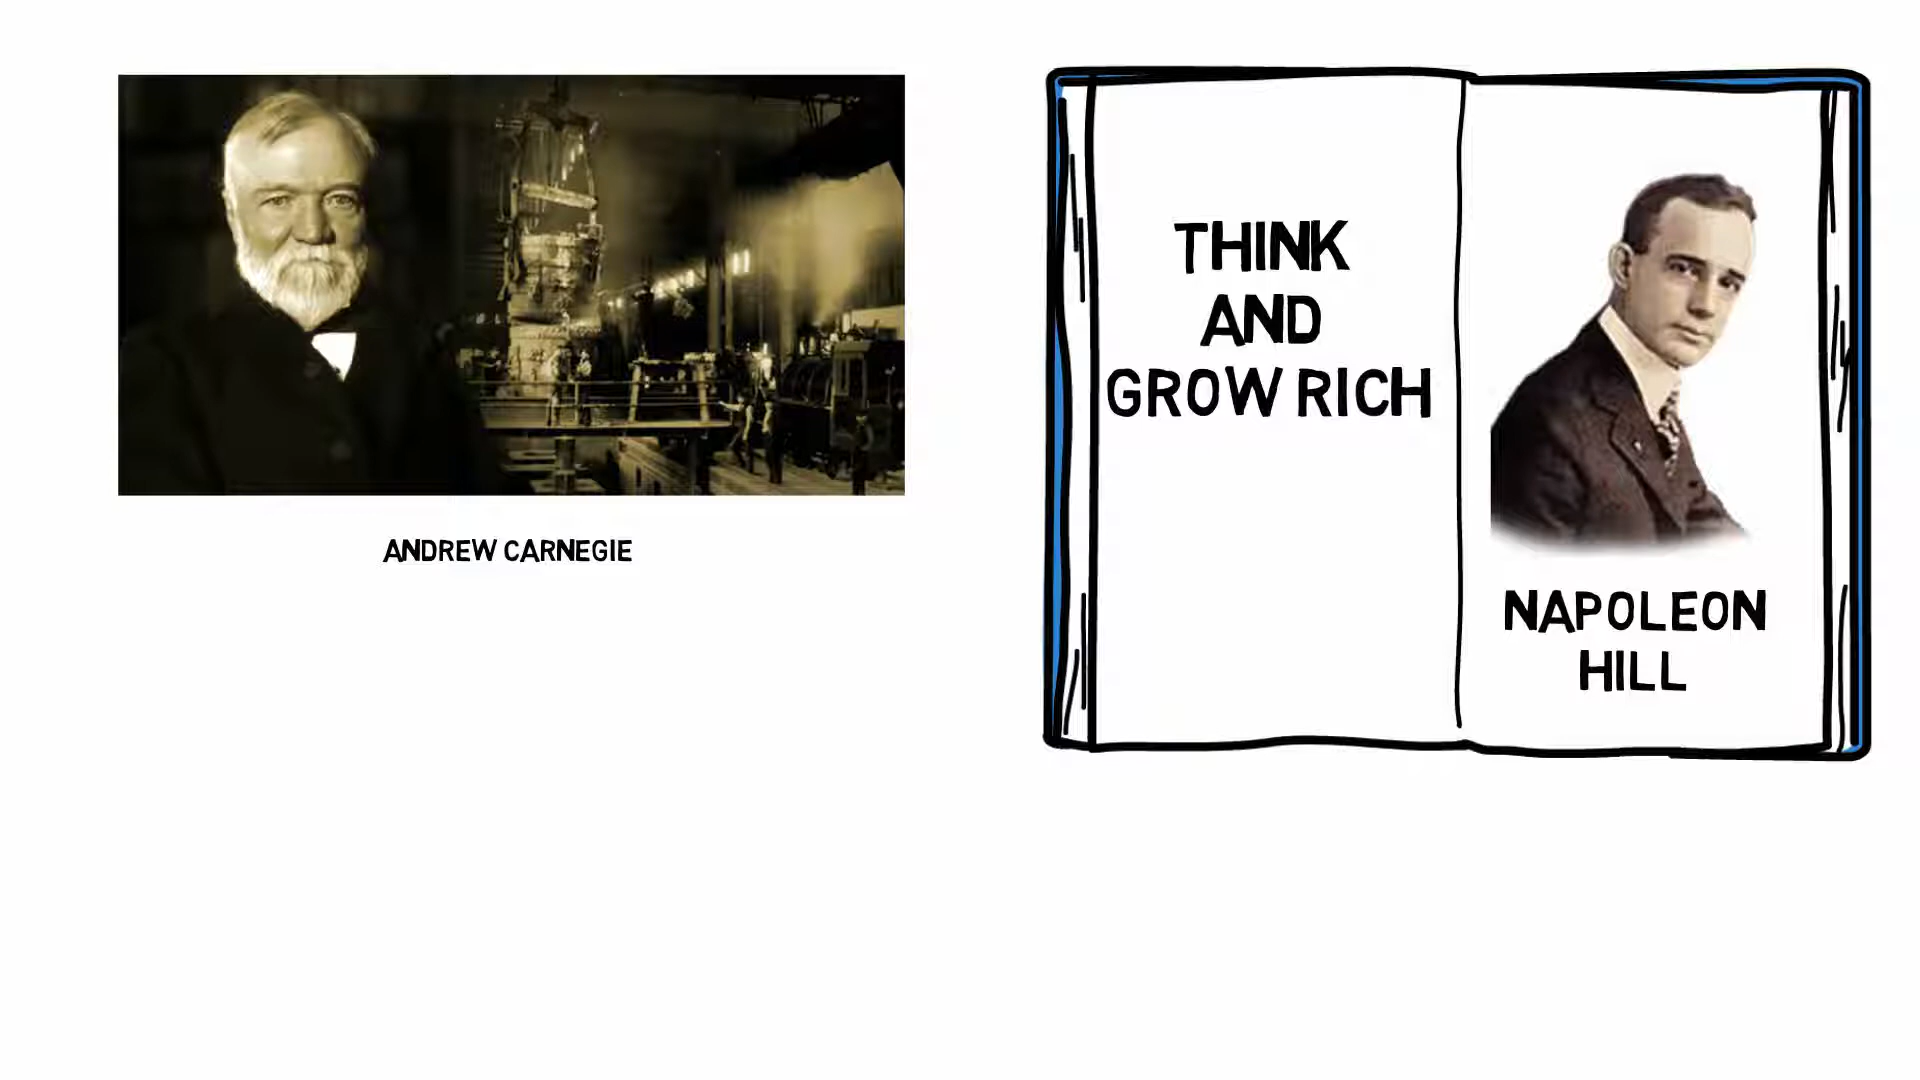 ANDREW CARNEGIE
THINK
AND
GROW RICH
NAPOLEON
HILL